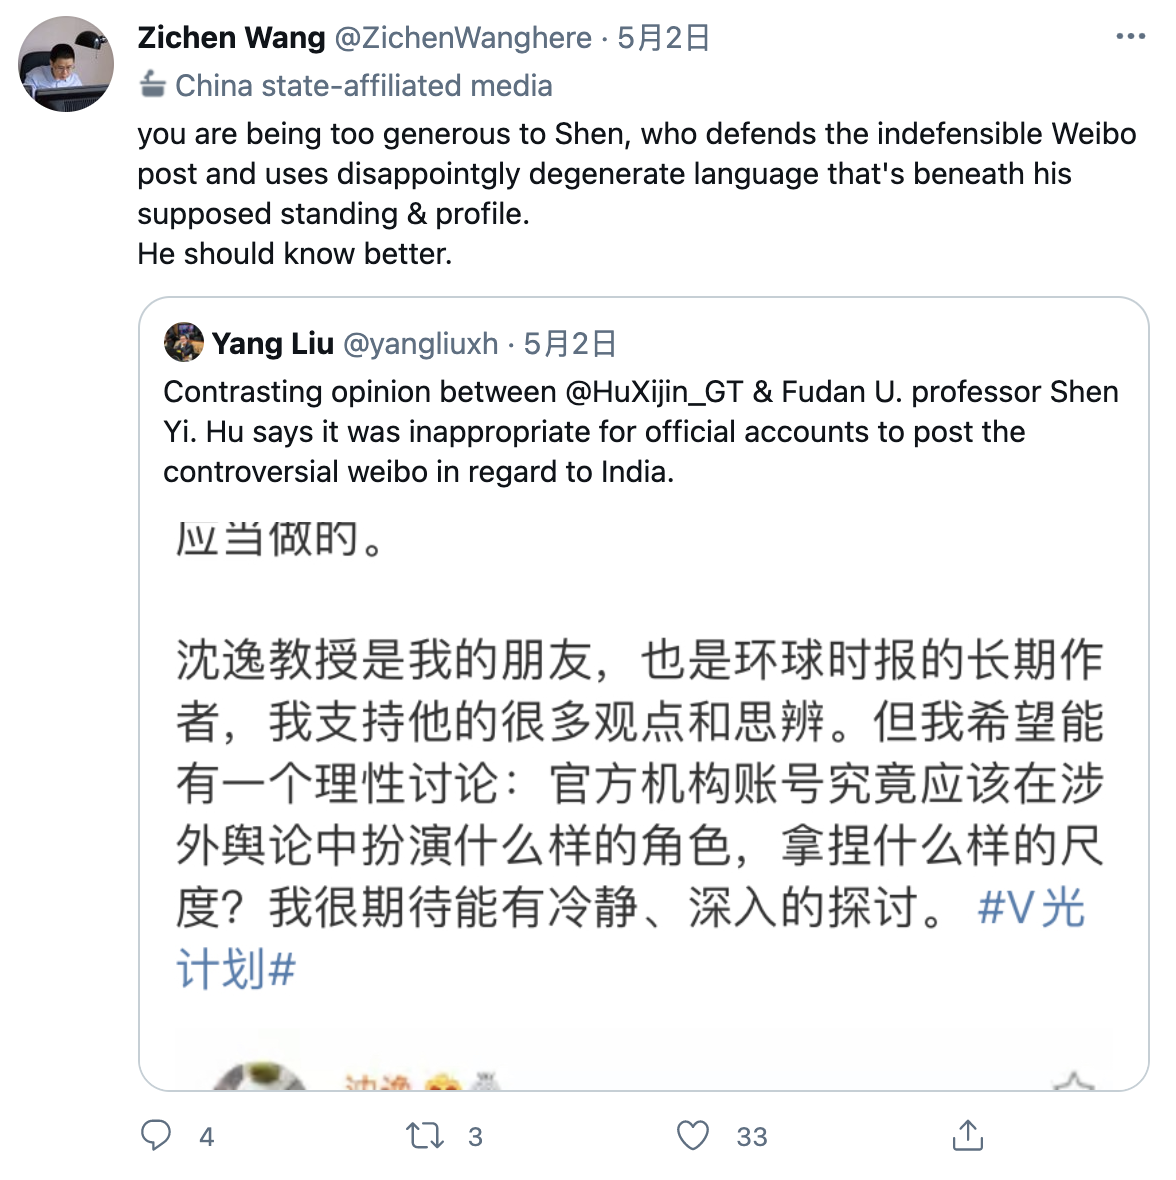 Zichen Wang @ZichenWanghere · 5月2日
China state-affiliated media
you are being too generous to Shen, who defends the indefensible Weibo
post and uses disappointgly degenerate language that's beneath his
supposed standing & profile.
He should know better.
Yang Liu @yangliuxh · 5月2日
Contrasting opinion between @HuXijin_GT & Fudan U. professor Shen
Yi. Hu says it was inappropriate for official accounts to post the
controversial weibo in regard to India.
应当做的。
沈逸教授是我的朋友，也是环球时报的长期作
者，我支持他的很多观点和思辨。但我希望能
有一个理性讨论：官方机构账号究竟应该在涉
外舆论中扮演什么样的角色，拿捏什么样的尺
度？我很期待能有冷静、深入的探讨。 #V光
计划#
沈逸
4 3 33